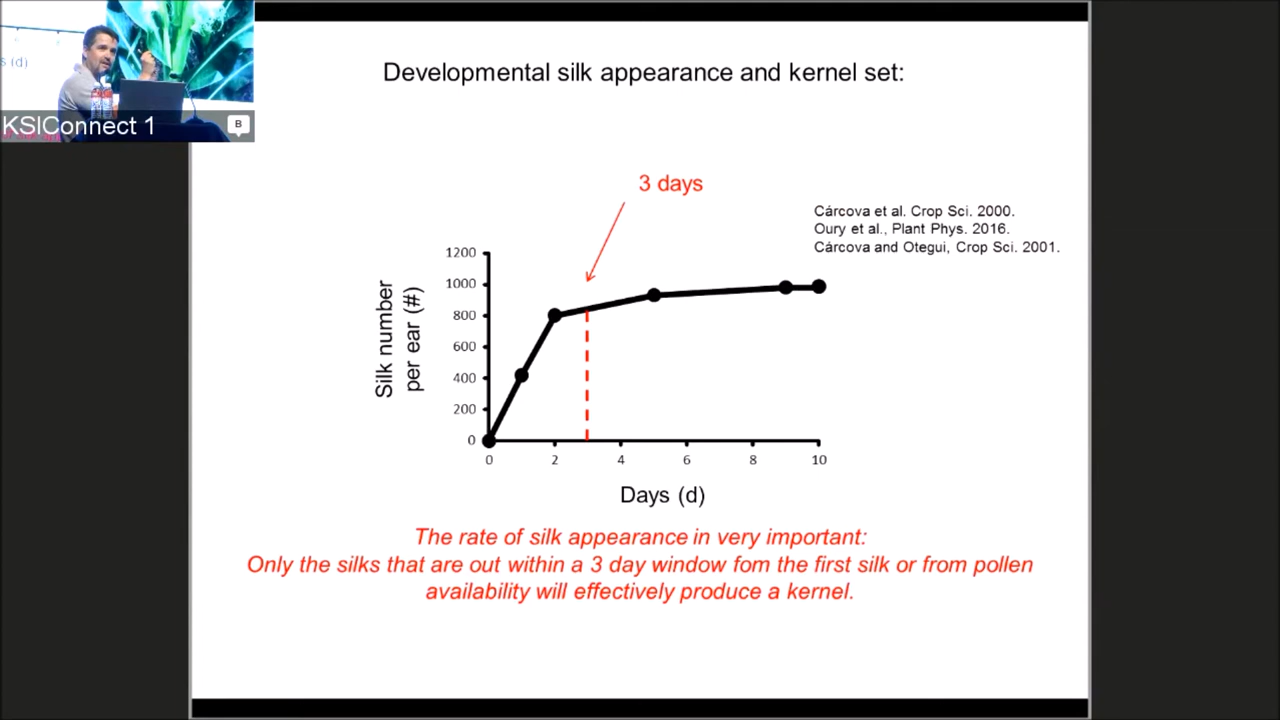 s (d)
KSIConnect 1
B
Developmental silk appearance and kernel set:
3 days
Cárcova et al. Crop Sci. 2000.
Oury et al., Plant Phys. 2016.
Cárcova and Otegui, Crop Sci. 2001.
Silk number
per ear (#)
1200
1000
800
600
400
200
0
0 2 4 6 8 10
Days (d)
The rate of silk appearance in very important:
Only the silks that are out within a 3 day window fom the first silk or from pollen
availability will effectively produce a kernel.